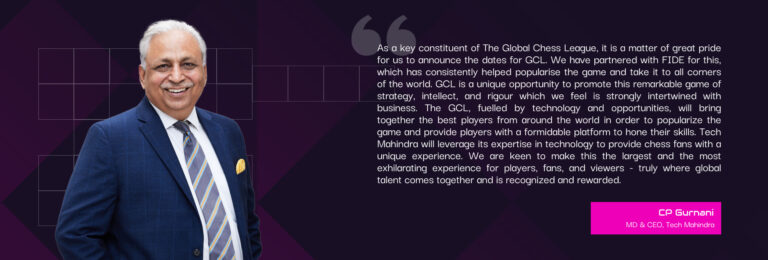 As a key constituent of The Global Chess League, it is a matter of great pride
for us to announce the dates for GCL. We have partnered with FIDE for this,
which has consistently helped popularise the game and take it to all corners
of the world. GCL is a unique opportunity to promote this remarkable game of
strategy, intellect, and rigour which we feel is strongly intertwined with
business. The GCL, fuelled by technology and opportunities, will bring
together the best players from around the world in order to popularize the
game and provide players with a formidable platform to hone their skills. Tech
Mahindra will leverage its expertise in technology to provide chess fans with a
unique experience. We are keen to make this the largest and the most
exhilarating experience for players, fans, and viewers - truly where global
talent comes together and is recognized and rewarded.
CP Gurnani
MD & CEO, Tech Mahindra